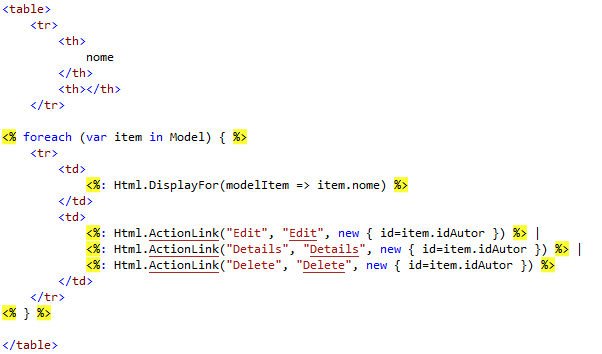 <table>
    <tr>
        <th>
            nome
        </th>
        <th></th>
    </tr>

<% foreach (var item in Model) { %>
    <tr>
        <td>
            <%: Html.DisplayFor(modelItem => item.nome) %>
        </td>
        <td>
            <%: Html.ActionLink("Edit", "Edit", new { id=item.idAutor }) %> |
            <%: Html.ActionLink("Details", "Details", new { id=item.idAutor }) %> |
            <%: Html.ActionLink("Delete", "Delete", new { id=item.idAutor }) %>
        </td>
    </tr>
<% } %>

</table>